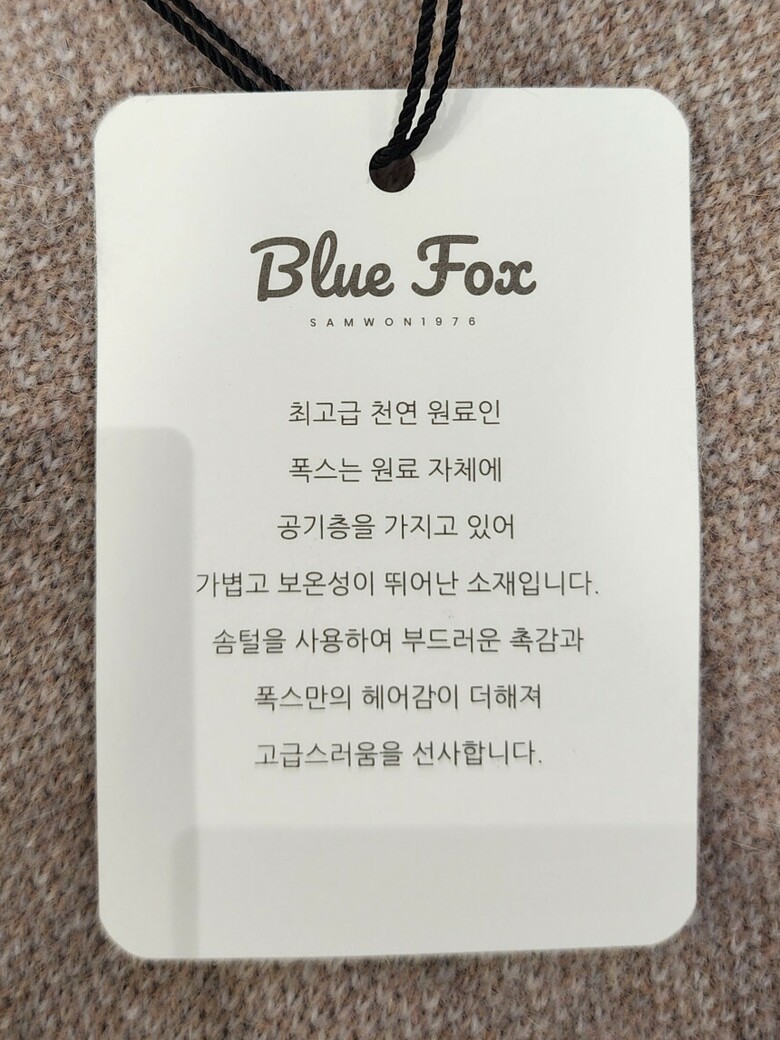 Blue Fox
SAMWON1976
최고급 천연 원료인
폭스는 원료 자체에
공기층을 가지고 있어
가볍고 보온성이 뛰어난 소재입니다.
솜털을 사용하여 부드러운 촉감과
폭스만의 헤어감이 더해져
고급스러움을 선사합니다.